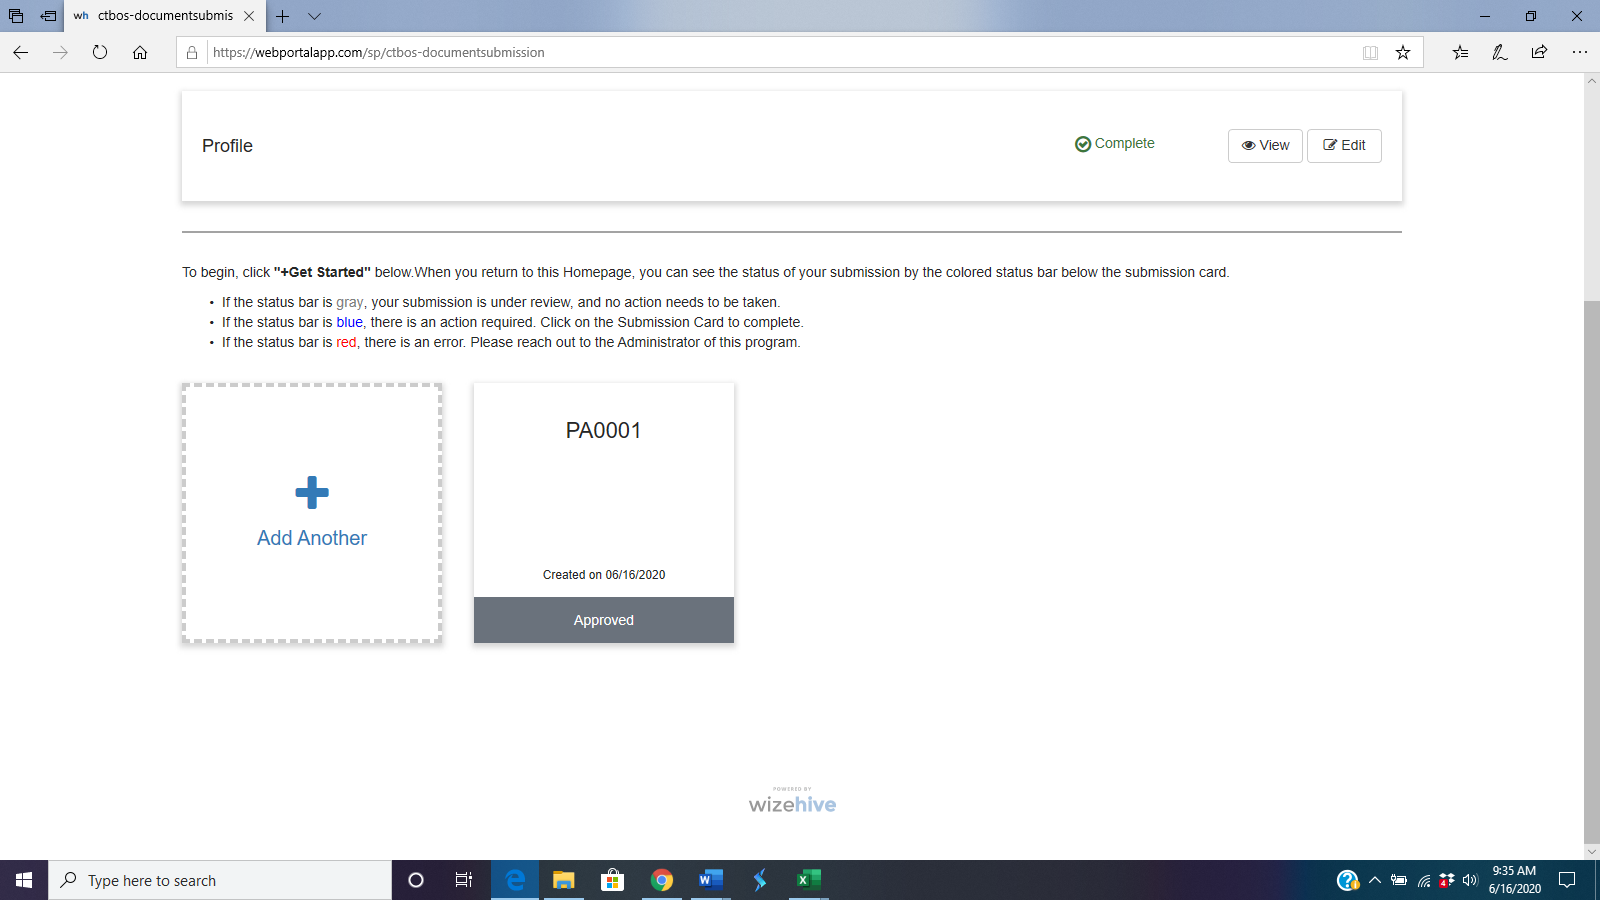 wh ctbos-documentsubmis
https://webportalapp.com/sp/ctbos-documentsubmission
Profile
Complete
View
Edit
To begin, click "+Get Started" below.When you return to this Homepage, you can see the status of your submission by the colored status bar below the submission card.
• If the status bar is gray, your submission is under review, and no action needs to be taken.
• If the status bar is blue, there is an action required. Click on the Submission Card to complete.
• If the status bar is red, there is an error. Please reach out to the Administrator of this program.
Add Another
PA0001
Created on 06/16/2020
Approved
POWERED BY
wizehive
Type here to search
9:35 AM
6/16/2020